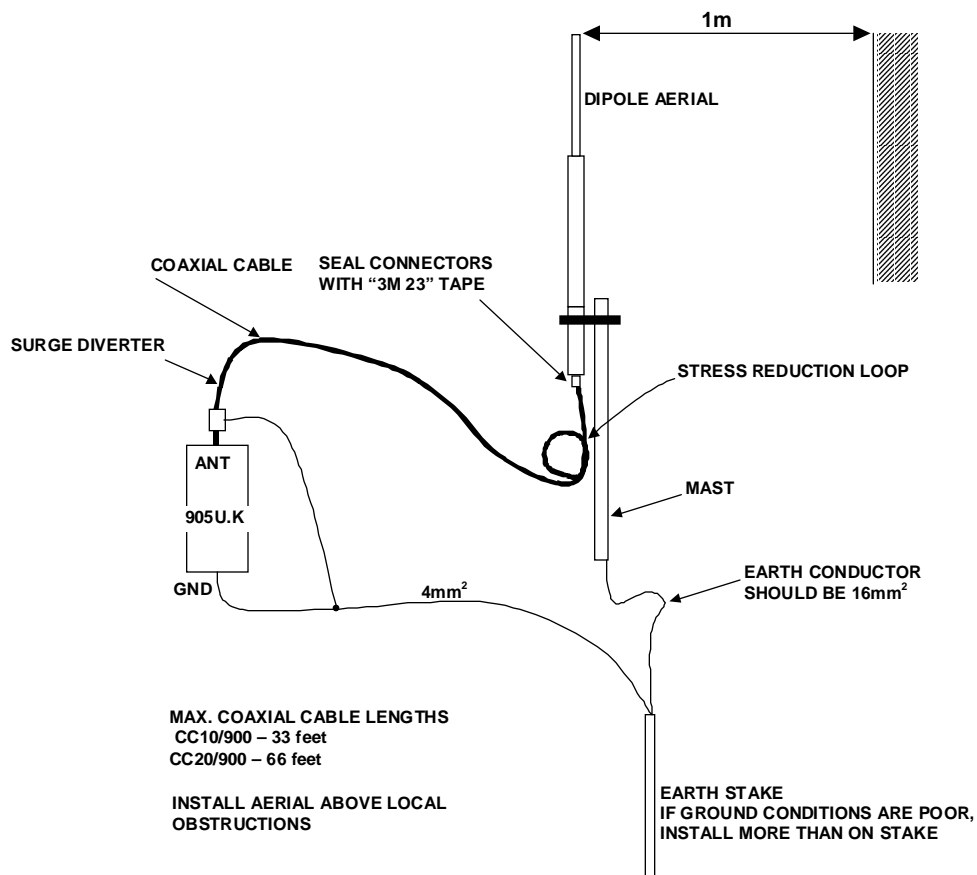 1m
DIPOLE AERIAL
COAXIAL CABLE
SEAL CONNECTORS
WITH “3M 23” TAPE
SURGE DIVERTER
STRESS REDUCTION LOOP
ANT
MAST
905U.K
GND
4mm²
EARTH CONDUCTOR
SHOULD BE 16mm²
MAX. COAXIAL CABLE LENGTHS
CC10/900 – 33 feet
CC20/900 – 66 feet
INSTALL AERIAL ABOVE LOCAL
OBSTRUCTIONS
EARTH STAKE
IF GROUND CONDITIONS ARE POOR,
INSTALL MORE THAN ON STAKE